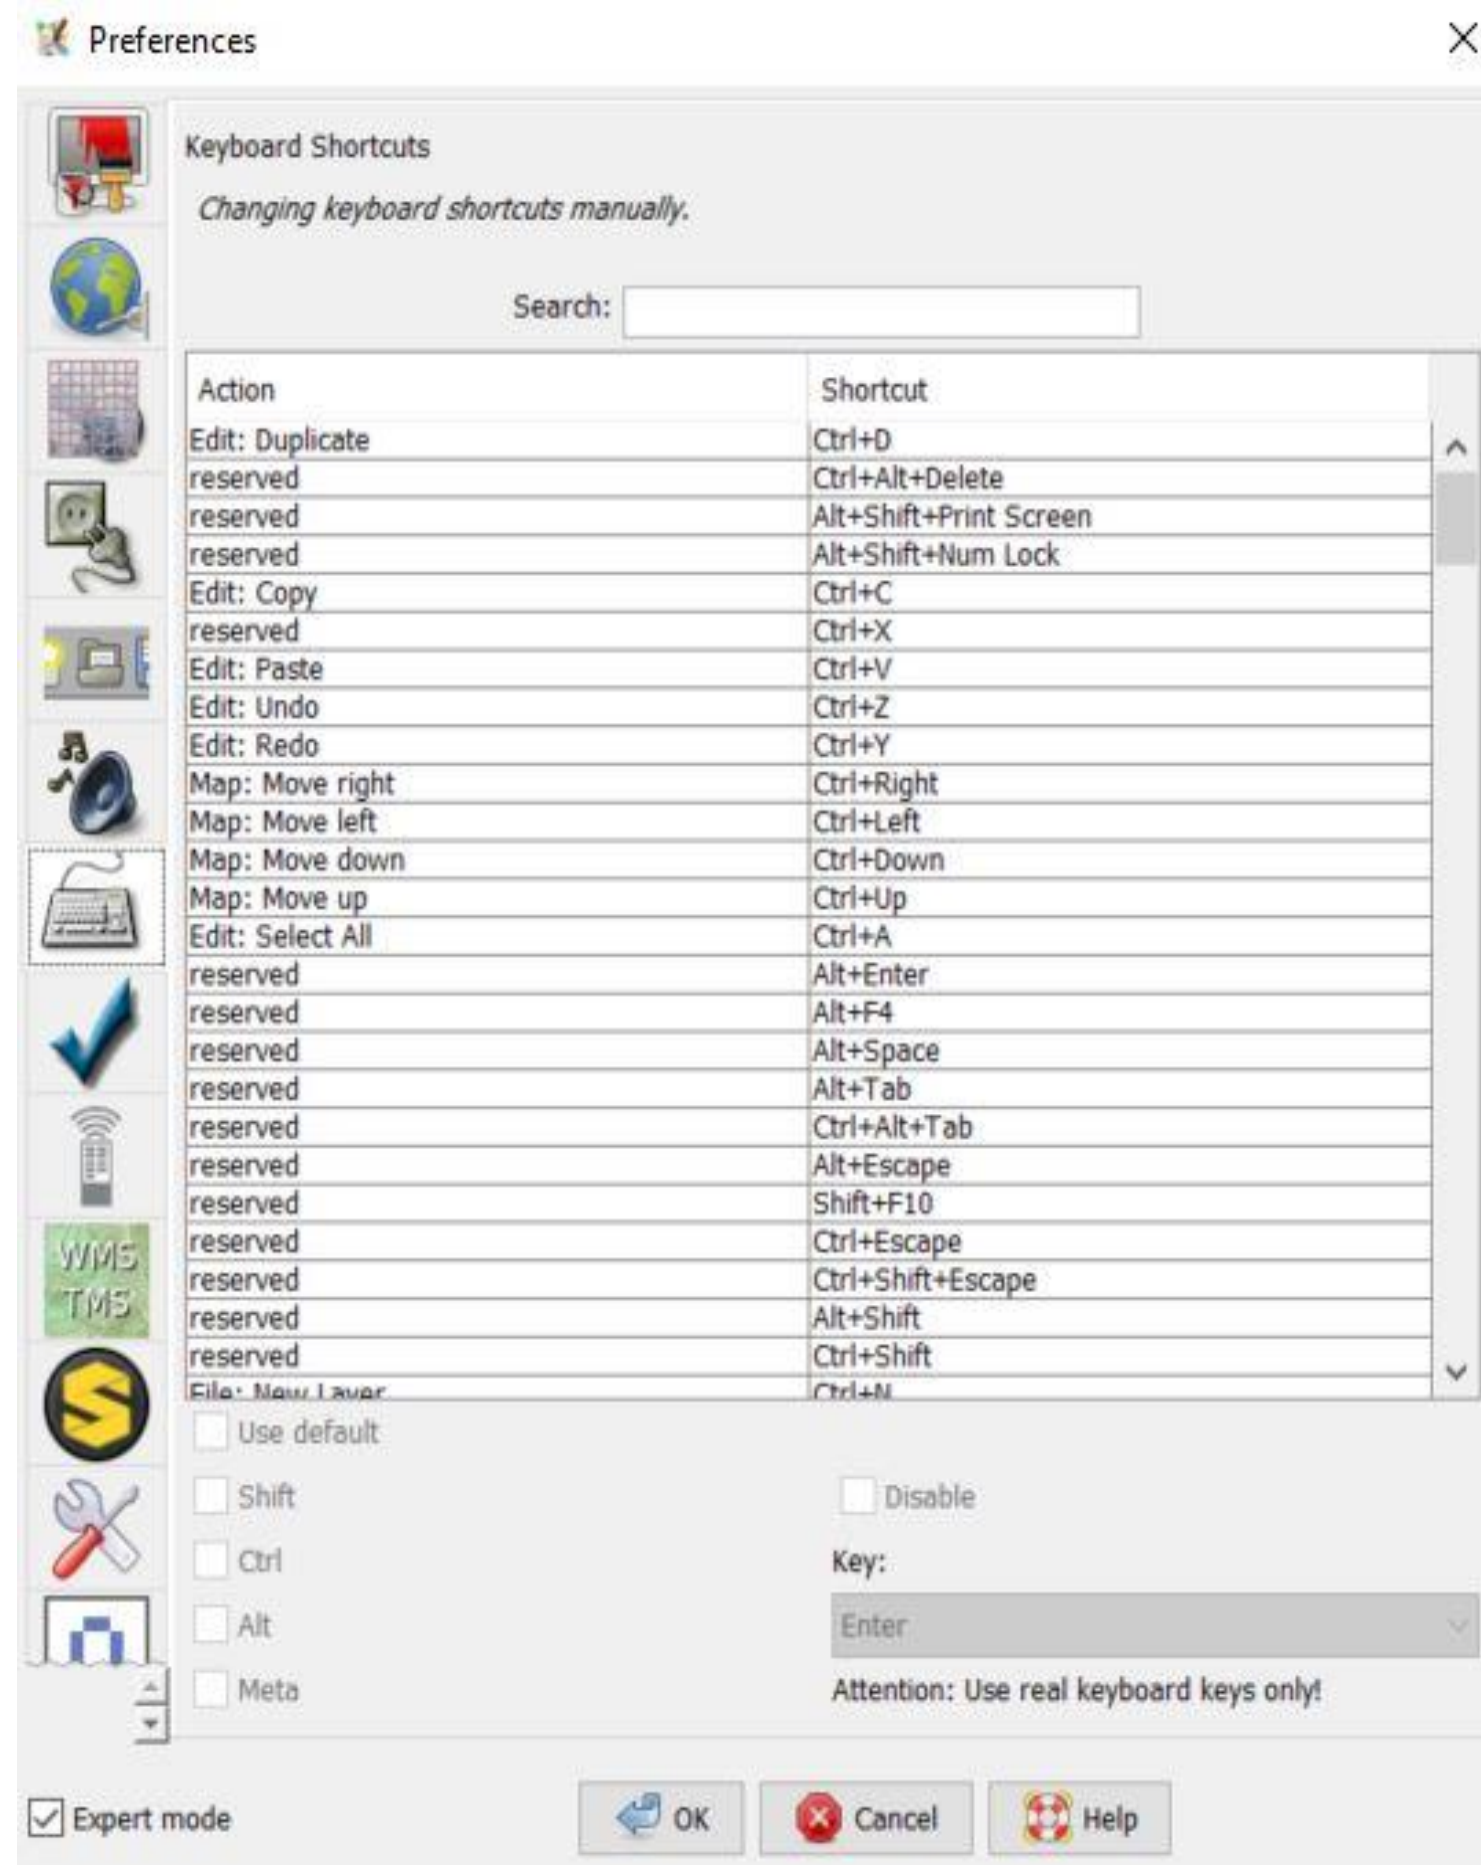 Preferences
Keyboard Shortcuts
Changing keyboard shortcuts manually.
Search:
Action Shortcut
Edit: Duplicate Ctrl+D
reserved Ctrl+Alt+Delete
reserved Alt+Shift+Print Screen
reserved Alt+Shift+Num Lock
Edit: Copy Ctrl+C
reserved Ctrl+X
Edit: Paste Ctrl+V
Edit: Undo Ctrl+Z
Edit: Redo Ctrl+Y
Map: Move right Ctrl+Right
Map: Move left Ctrl+Left
Map: Move down Ctrl+Down
Map: Move up Ctrl+Up
Edit: Select All Ctrl+A
reserved Alt+Enter
reserved Alt+F4
reserved Alt+Space
reserved Alt+Tab
reserved Ctrl+Alt+Tab
reserved Alt+Escape
reserved Shift+F10
reserved Ctrl+Escape
reserved Ctrl+Shift+Escape
reserved Alt+Shift
reserved Ctrl+Shift
File: New Layer Ctrl+N
WMS
TMS
S
Use default
Shift Disable
Ctrl Key:
Alt Enter
Meta Attention: Use real keyboard keys only!
Expert mode OK Cancel Help